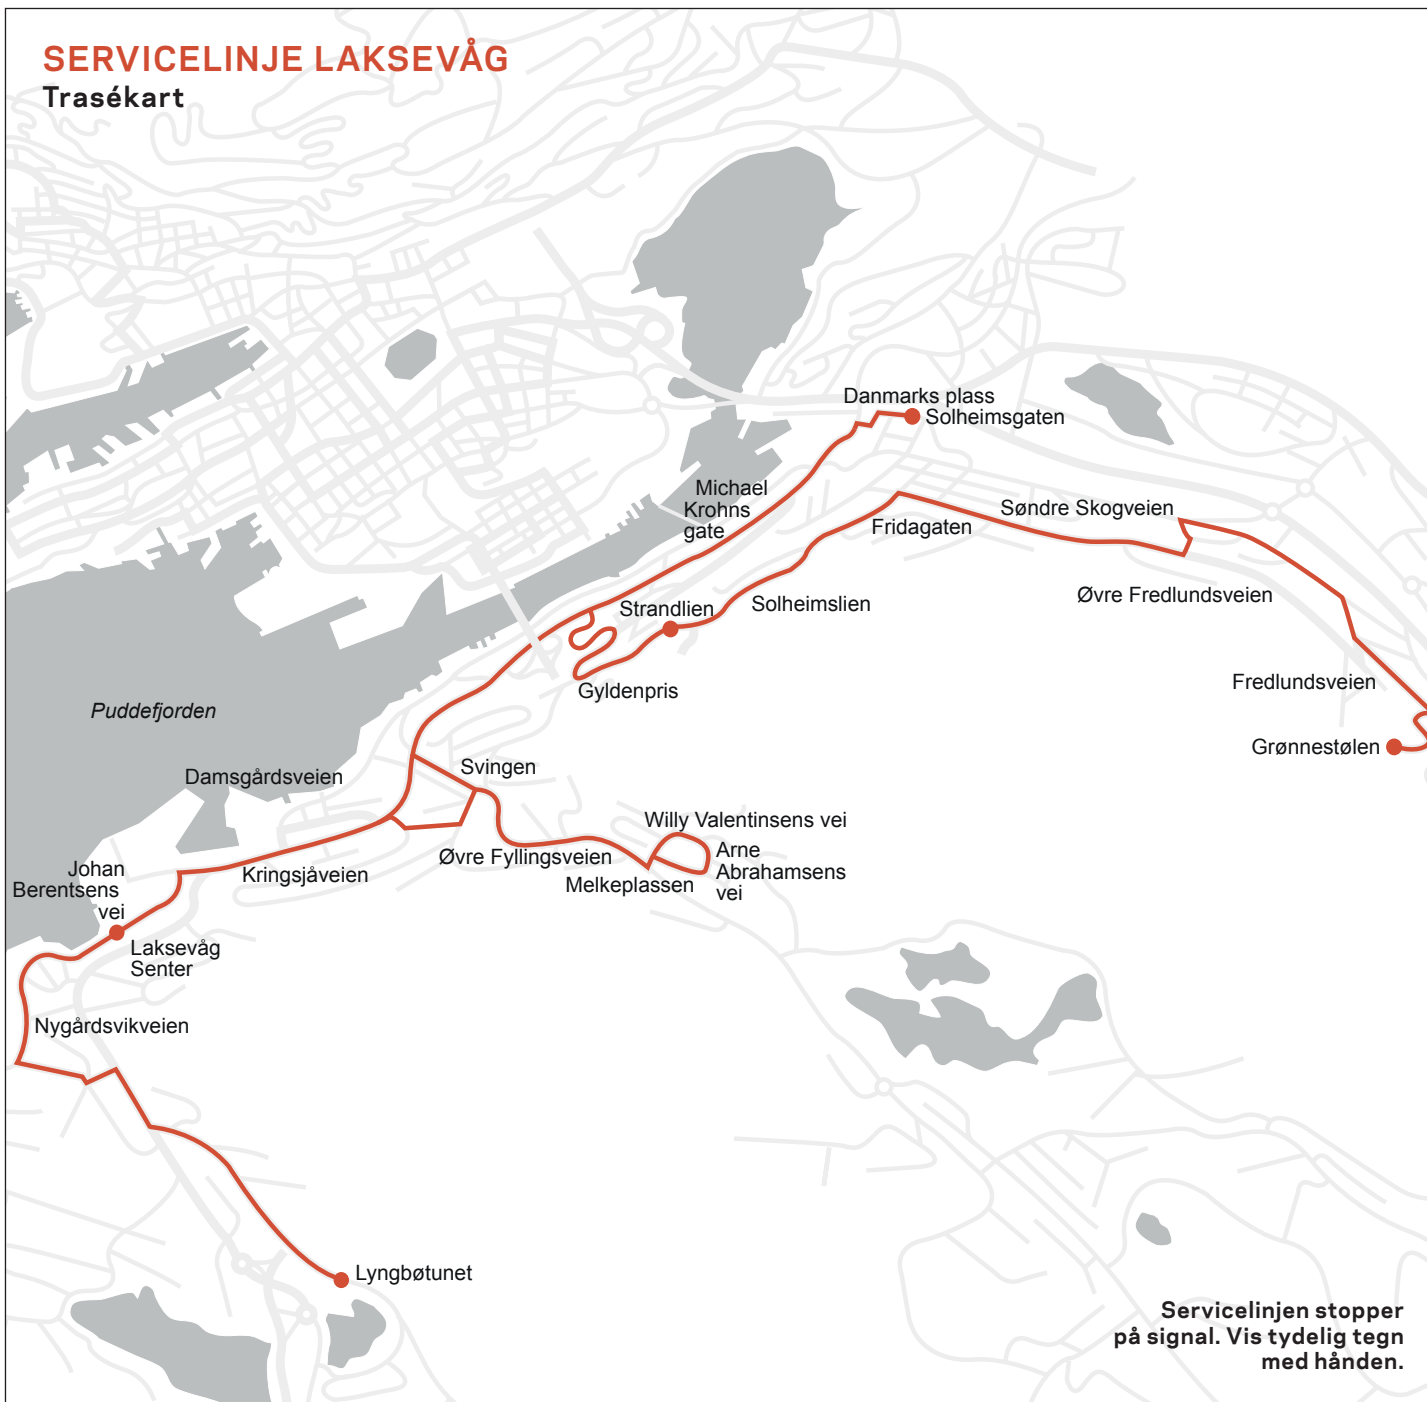 SERVICELINJE LAKSEVÅG
Trasékart
Danmarks plass
Solheimsgaten
Michael
Krohns
gate
Søndre Skogveien
Fridagaten
Øvre Fredlundsveien
Strandlien
Solheimslien
Gyldenpris
Fredlundsveien
Grønnestølen
Puddefjorden
Damsgårdsveien
Svingen
Willy Valentinsens vei
Arne
Abrahamsens
vei
Øvre Fyllingsveien
Melkeplassen
Kringsjåveien
Johan
Berentsens
vei
Laksevåg
Senter
Nygårdsvikveien
Lyngbøtunet
Servicelinjen stopper
på signal. Vis tydelig tegn
med hånden.